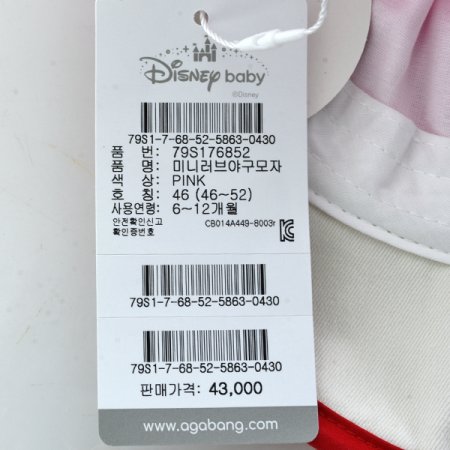 Disney baby
©Disney
79S1-7-68-52-5863-0430
품 번: 79S176852
품 명: 미니러브야구모자
색 상: PINK
호 칭: 46 (46~52)
사용연령: 6~12개월
안전확인신고
확인증번호 CB014A449-8003r
79S1-7-68-52-5863-0430
79S1-7-68-52-5863-0430
판매가격: 43,000
www.agabang.com